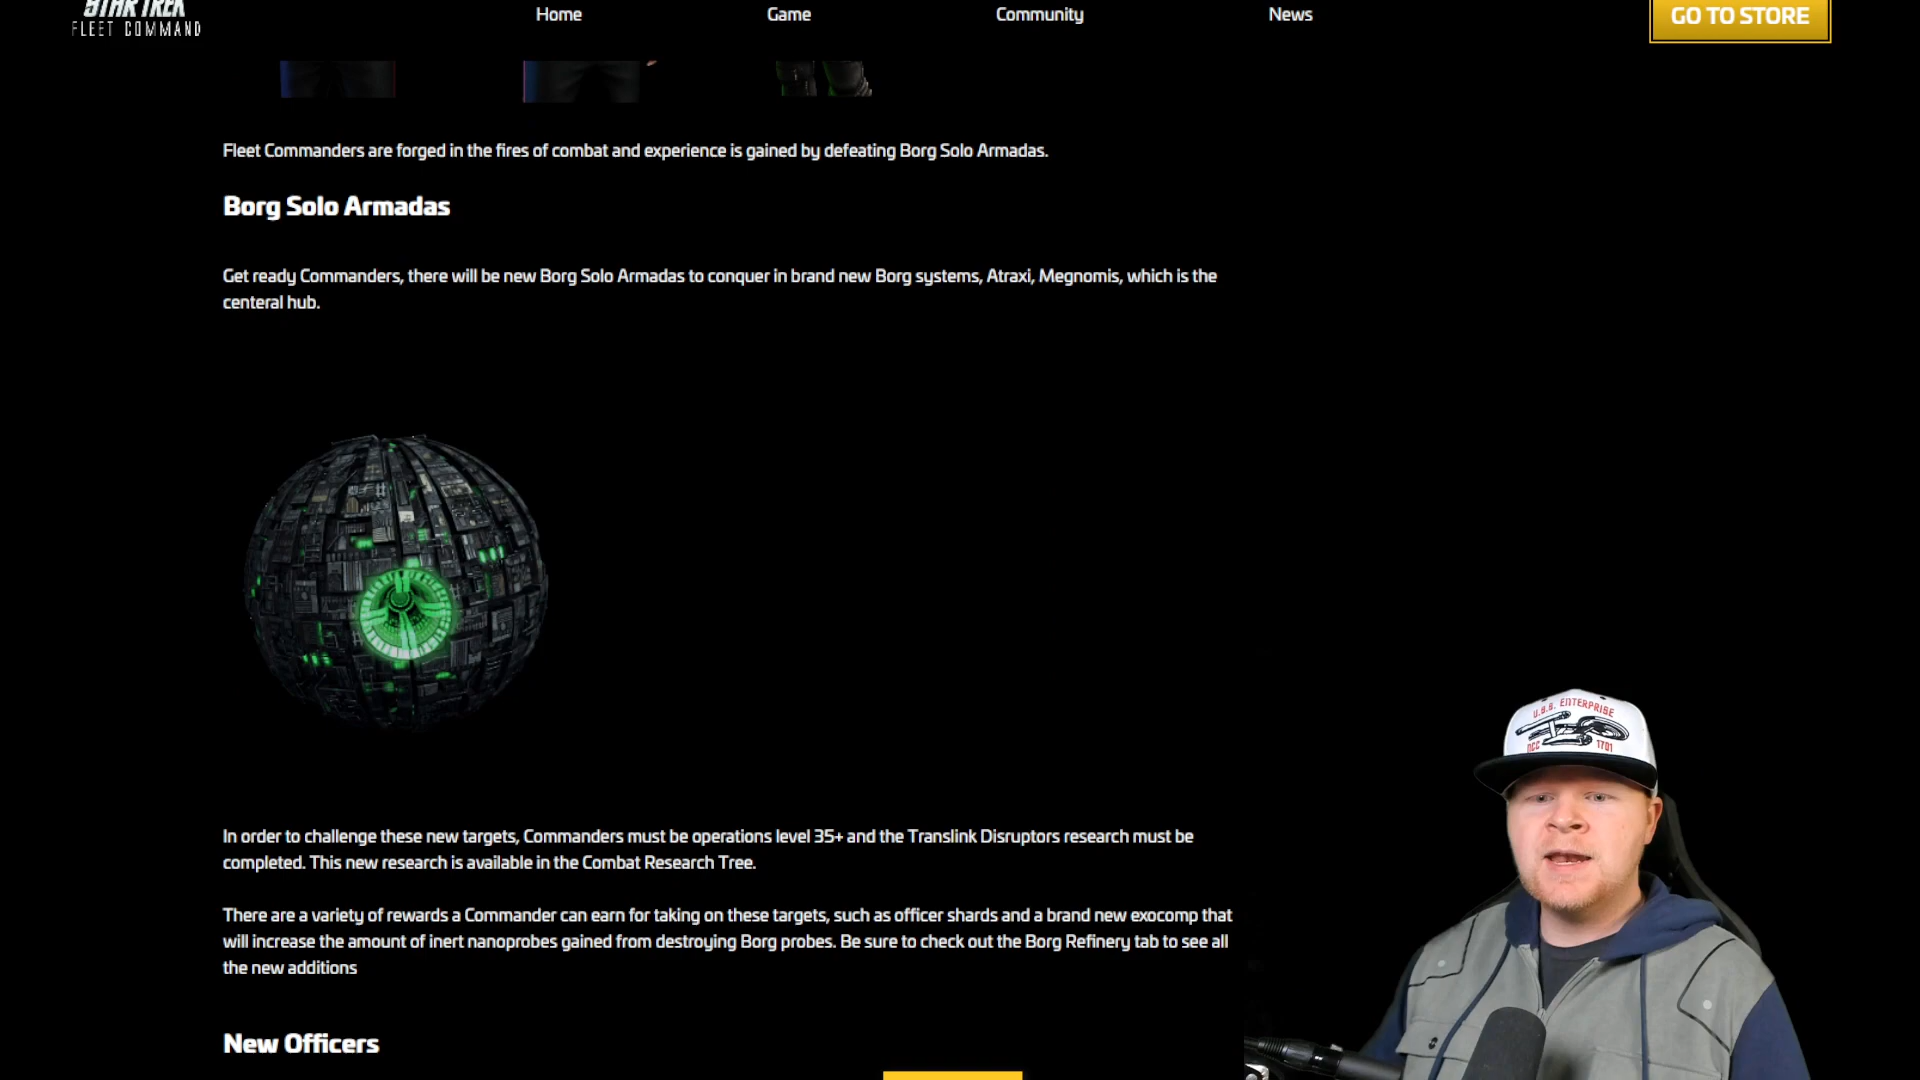 STAR TREK
FLEET COMMAND
Home
Game
Community
News
GO TO STORE
Fleet Commanders are forged in the fires of combat and experience is gained by defeating Borg Solo Armadas.
Borg Solo Armadas
Get ready Commanders, there will be new Borg Solo Armadas to conquer in brand new Borg systems, Atraxi, Megnomis, which is the
centeral hub.
In order to challenge these new targets, Commanders must be operations level 35+ and the Translink Disruptors research must be
completed. This new research is available in the Combat Research Tree.
There are a variety of rewards a Commander can earn for taking on these targets, such as officer shards and a brand new exocomp that
will increase the amount of inert nanoprobes gained from destroying Borg probes. Be sure to check out the Borg Refinery tab to see all
the new additions
New Officers
U.S.S. ENTERPRISE
NCC 1701